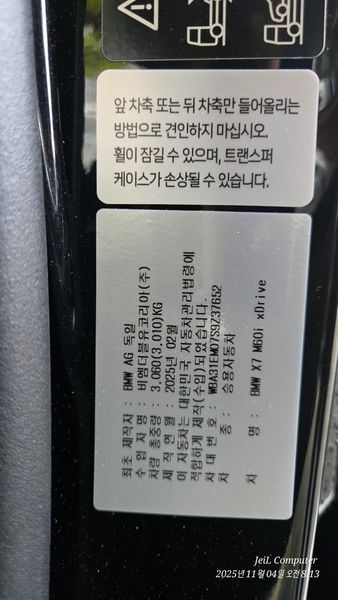 앞 차축 또는 뒤 차축만 들어올리는
방법으로 견인하지 마십시오.
휠이 잠길 수 있으며, 트랜스퍼
케이스가 손상될 수 있습니다.
최초 제작자 : BMW AG 독일
수 입 자 명 : 비엠더블유코리아(주)
차량 총중량 : 3,060(3,010)KG
제 작 연 월 : 2025년 02월
이 자동차는 대한민국 자동차관리법령에
적합하게 제작(수입)되었습니다.
차 대 번 호 : WBA31EM07S9Z37652
차 종 : 승용자동차
차 명 : BMW X7 M60i xDrive
JeiL Computer
2025년 11월 04일 오전 8:13